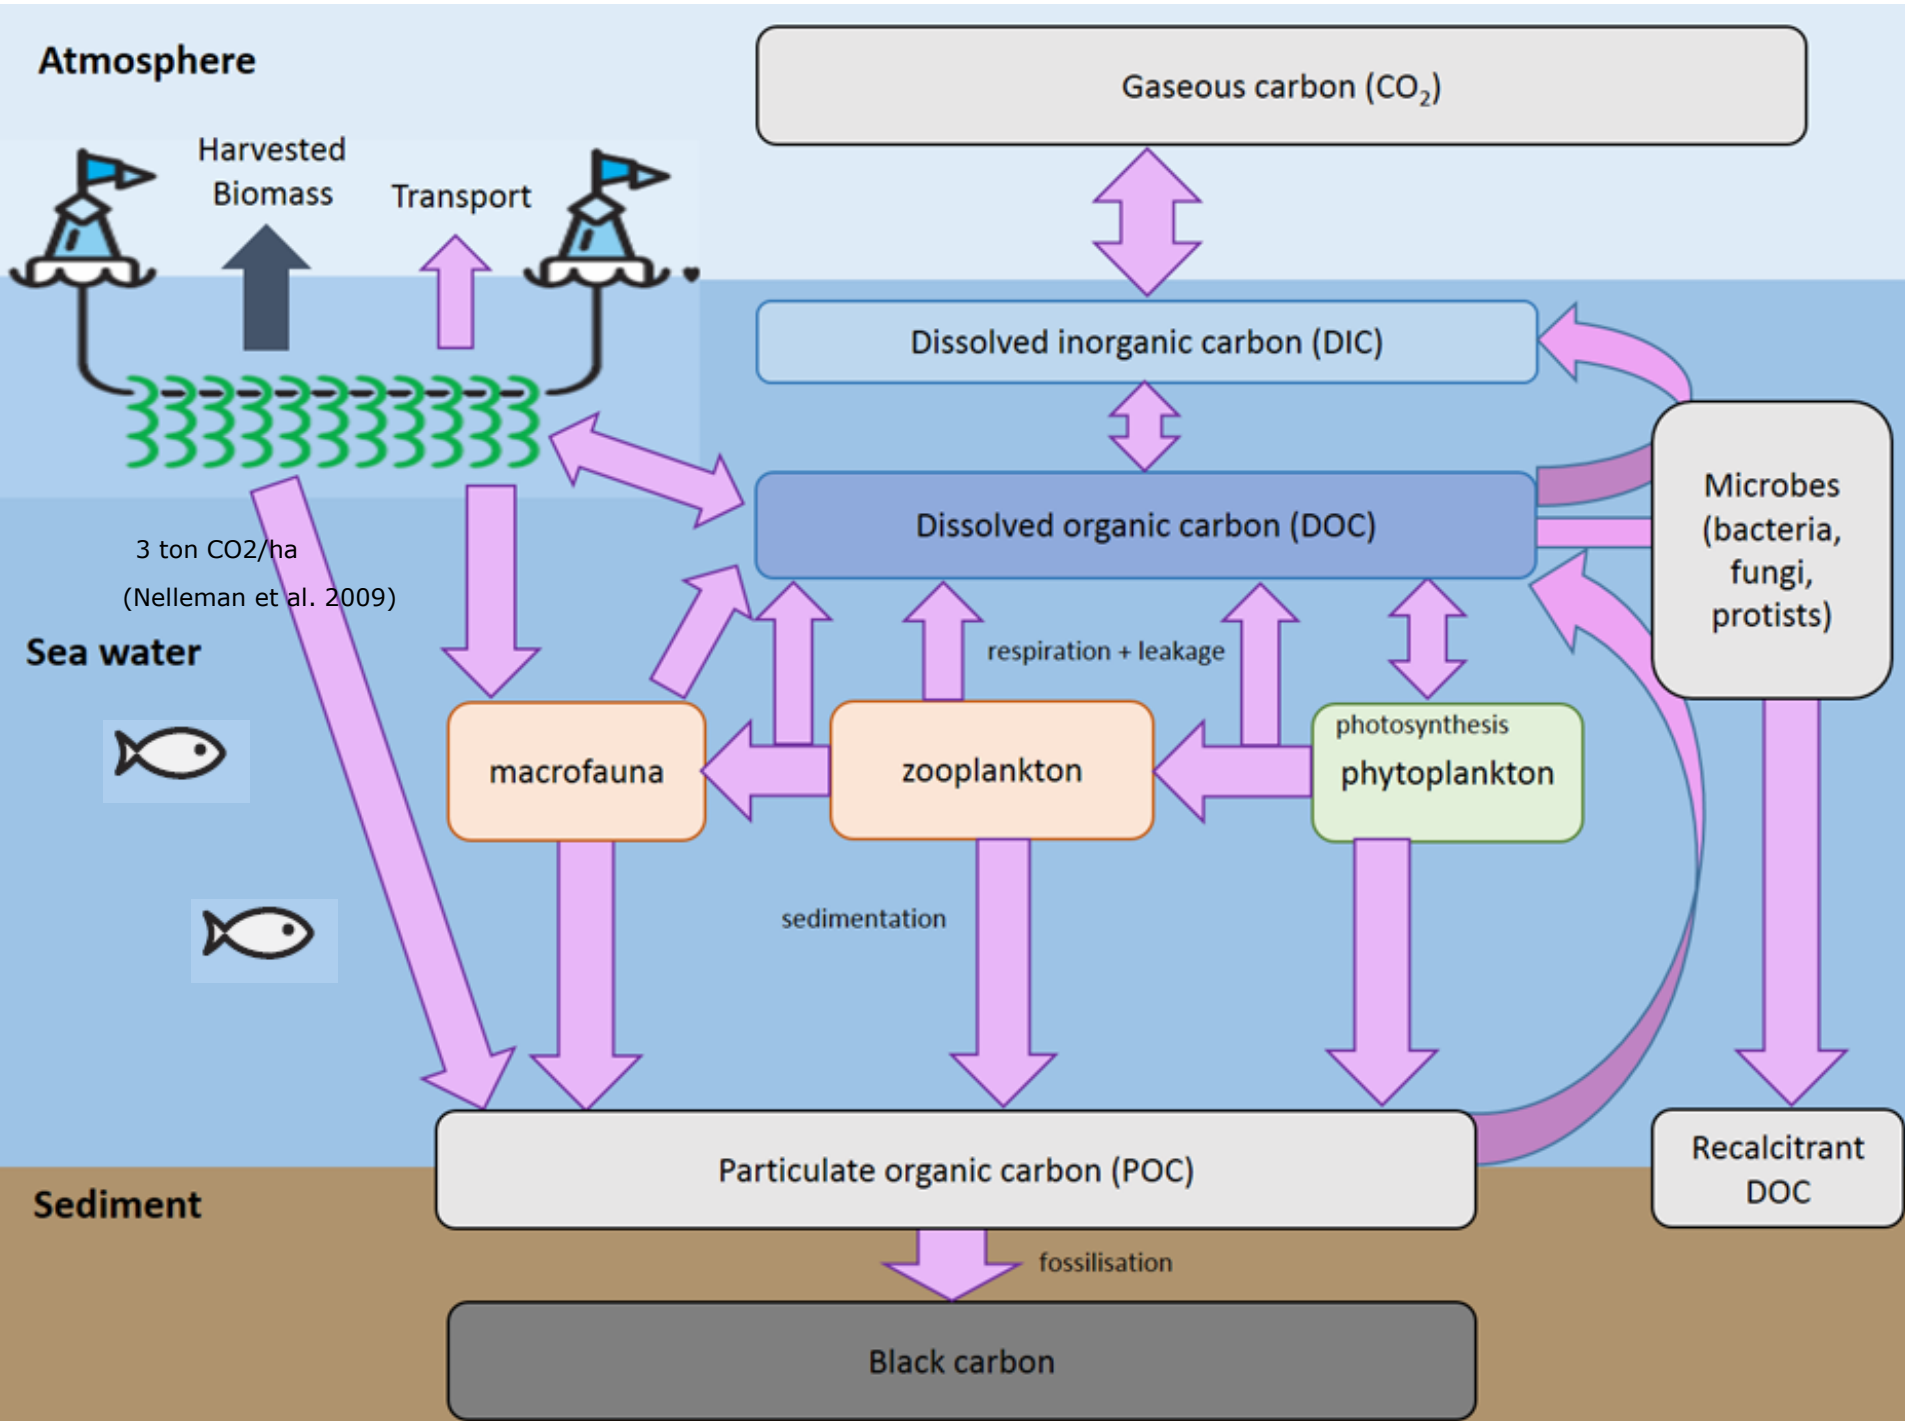 Atmosphere
Gaseous carbon (CO₂)
Harvested
Biomass
Transport
Dissolved inorganic carbon (DIC)
Dissolved organic carbon (DOC)
Microbes
(bacteria,
fungi,
protists)
3 ton CO2/ha
(Nelleman et al. 2009)
Sea water
respiration + leakage
macrofauna
zooplankton
photosynthesis
phytoplankton
sedimentation
Particulate organic carbon (POC)
Recalcitrant
DOC
Sediment
fossilisation
Black carbon